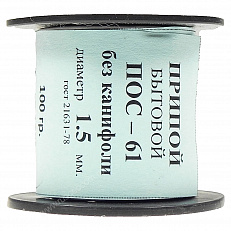 ПРИПОЙ
БЫТОВОЙ
ПОС – 61
без канифоли
диаметр 1.5 мм.
гост 21631-78
100 гр.